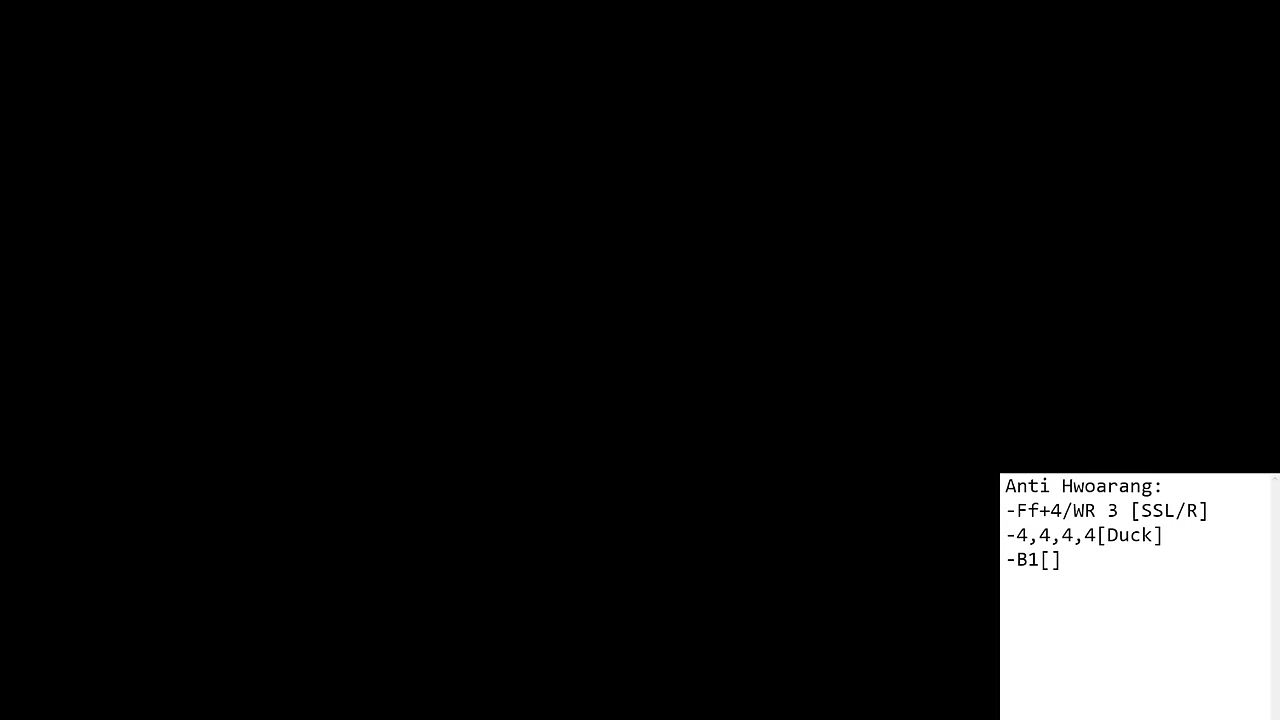 Anti Hwoarang:
-Ff+4/WR 3 [SSL/R]
-4,4,4,4[Duck]
-B1[]